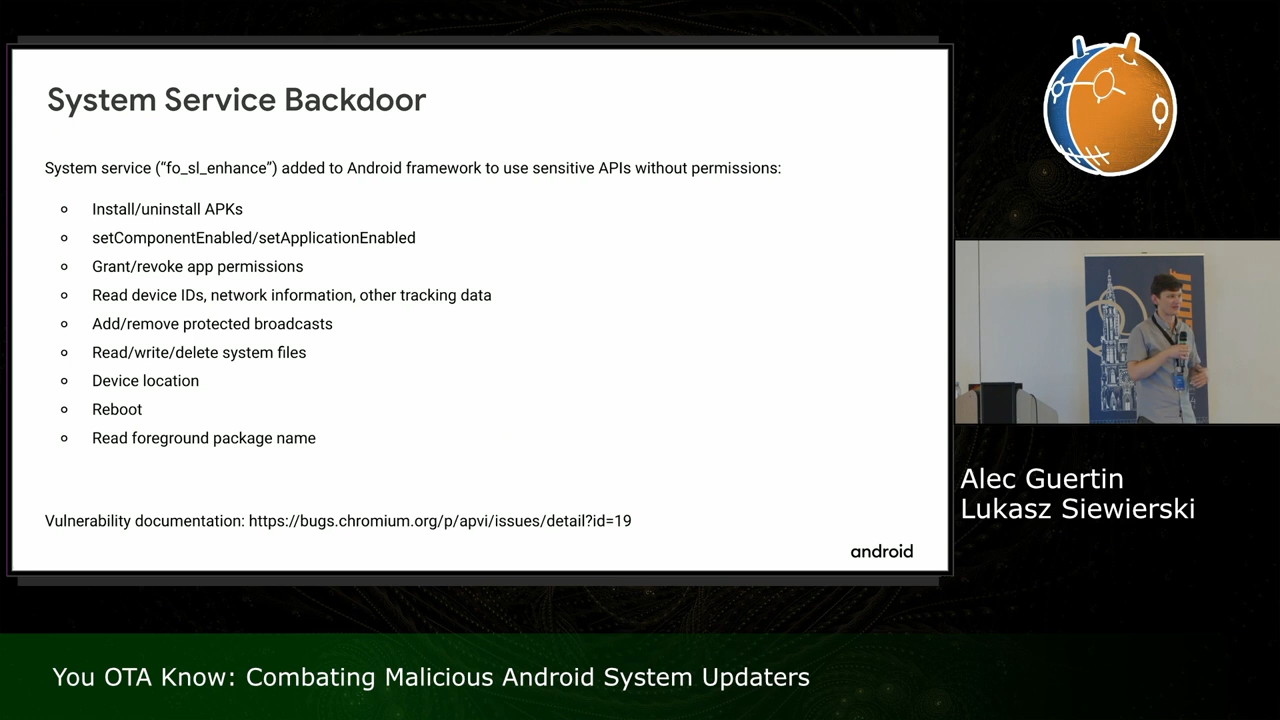 System Service Backdoor
System service (“fo_sl_enhance”) added to Android framework to use sensitive APIs without permissions:
Install/uninstall APKs
setComponentEnabled/setApplicationEnabled
Grant/revoke app permissions
Read device IDs, network information, other tracking data
Add/remove protected broadcasts
Read/write/delete system files
Device location
Reboot
Read foreground package name
Vulnerability documentation: https://bugs.chromium.org/p/apvi/issues/detail?id=19
android
Alec Guertin
Lukasz Siewierski
You OTA Know: Combating Malicious Android System Updaters